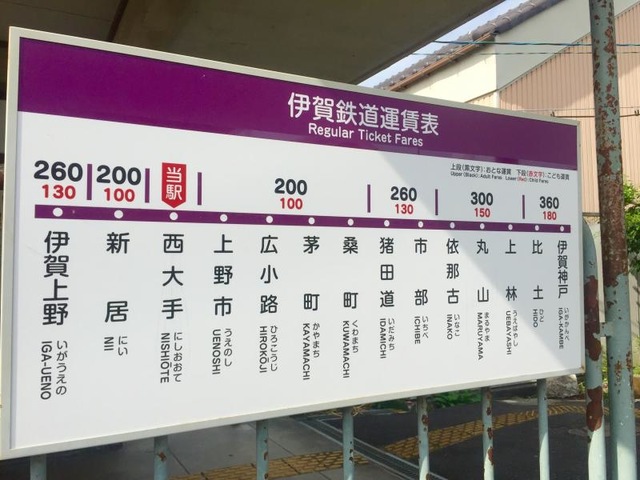 伊賀鉄道運賃表
Regular Ticket Fares
上段(黒文字):おとな運賃 下段(赤文字):こども運賃
Upper (Black): Adult Fares Lower (Red): Child Fares
260
130
200
100
当駅
200
100
260
130
300
150
360
180
伊賀上野 いがうえの IGA-UENO
新居 にい NII
西大手 にしおおて NISHIŌTE
上野市 うえのし UENOSHI
広小路 ひろこうじ HIROKŌJI
茅町 かやまち KAYAMACHI
桑町 くわまち KUWAMACHI
猪田道 いだみち IDAMICHI
市部 いちべ ICHIBE
依那古 いなこ INAKO
丸山 まるやま MARUYAMA
上林 うえばやし UEBAYASHI
比土 ひど HIDO
伊賀神戸 いがかんべ IGA-KAMBE